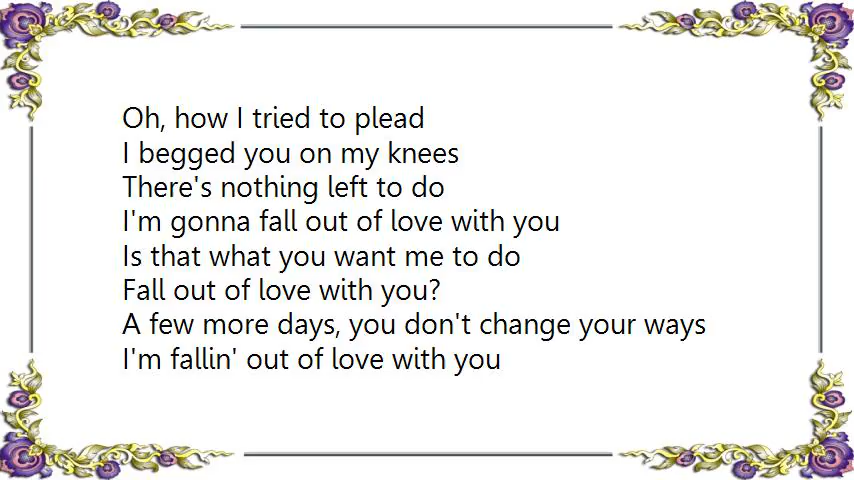 Oh, how I tried to plead
I begged you on my knees
There's nothing left to do
I'm gonna fall out of love with you
Is that what you want me to do
Fall out of love with you?
A few more days, you don't change your ways
I'm fallin' out of love with you